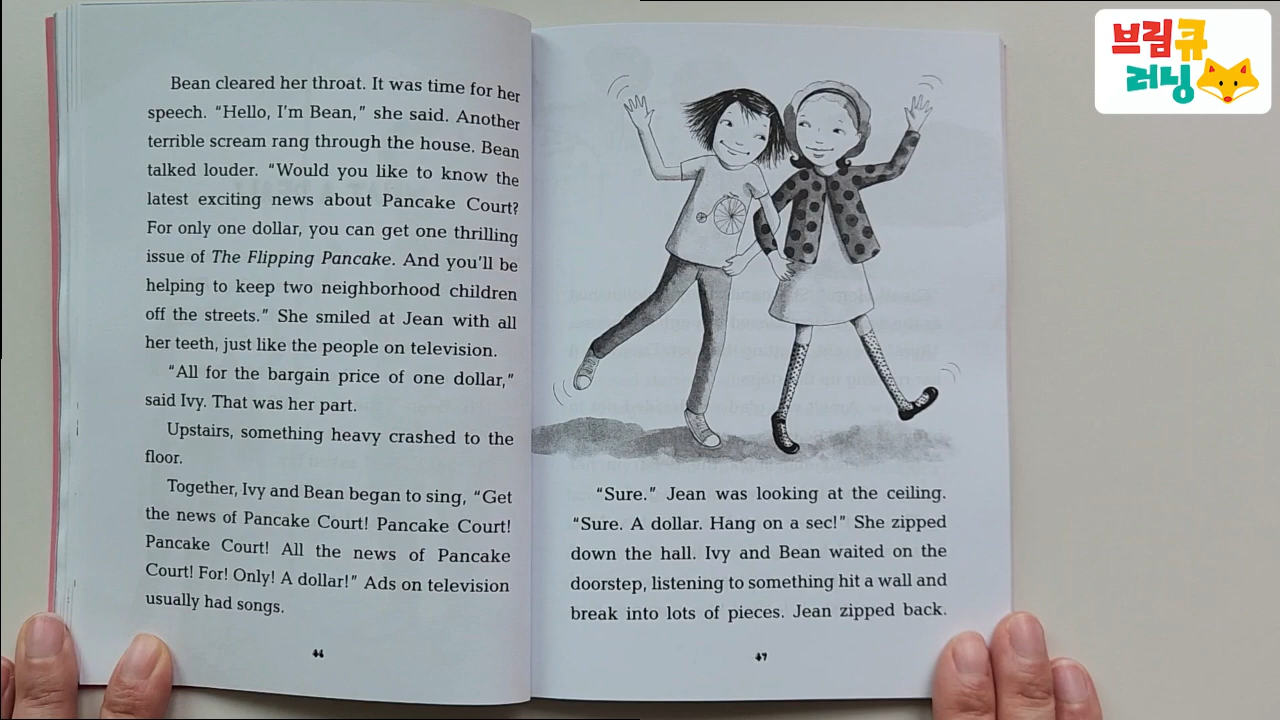 브림큐
러닝
Bean cleared her throat. It was time for her
speech. “Hello, I’m Bean,” she said. Another
terrible scream rang through the house. Bean
talked louder. “Would you like to know the
latest exciting news about Pancake Court?
For only one dollar, you can get one thrilling
issue of The Flipping Pancake. And you’ll be
helping to keep two neighborhood children
off the streets.” She smiled at Jean with all
her teeth, just like the people on television.
“All for the bargain price of one dollar,”
said Ivy. That was her part.
Upstairs, something heavy crashed to the
floor.
Together, Ivy and Bean began to sing, “Get
the news of Pancake Court! Pancake Court!
Pancake Court! All the news of Pancake
Court! For! Only! A dollar!” Ads on television
usually had songs.
46
“Sure.” Jean was looking at the ceiling.
“Sure. A dollar. Hang on a sec!” She zipped
down the hall. Ivy and Bean waited on the
doorstep, listening to something hit a wall and
break into lots of pieces. Jean zipped back.
47